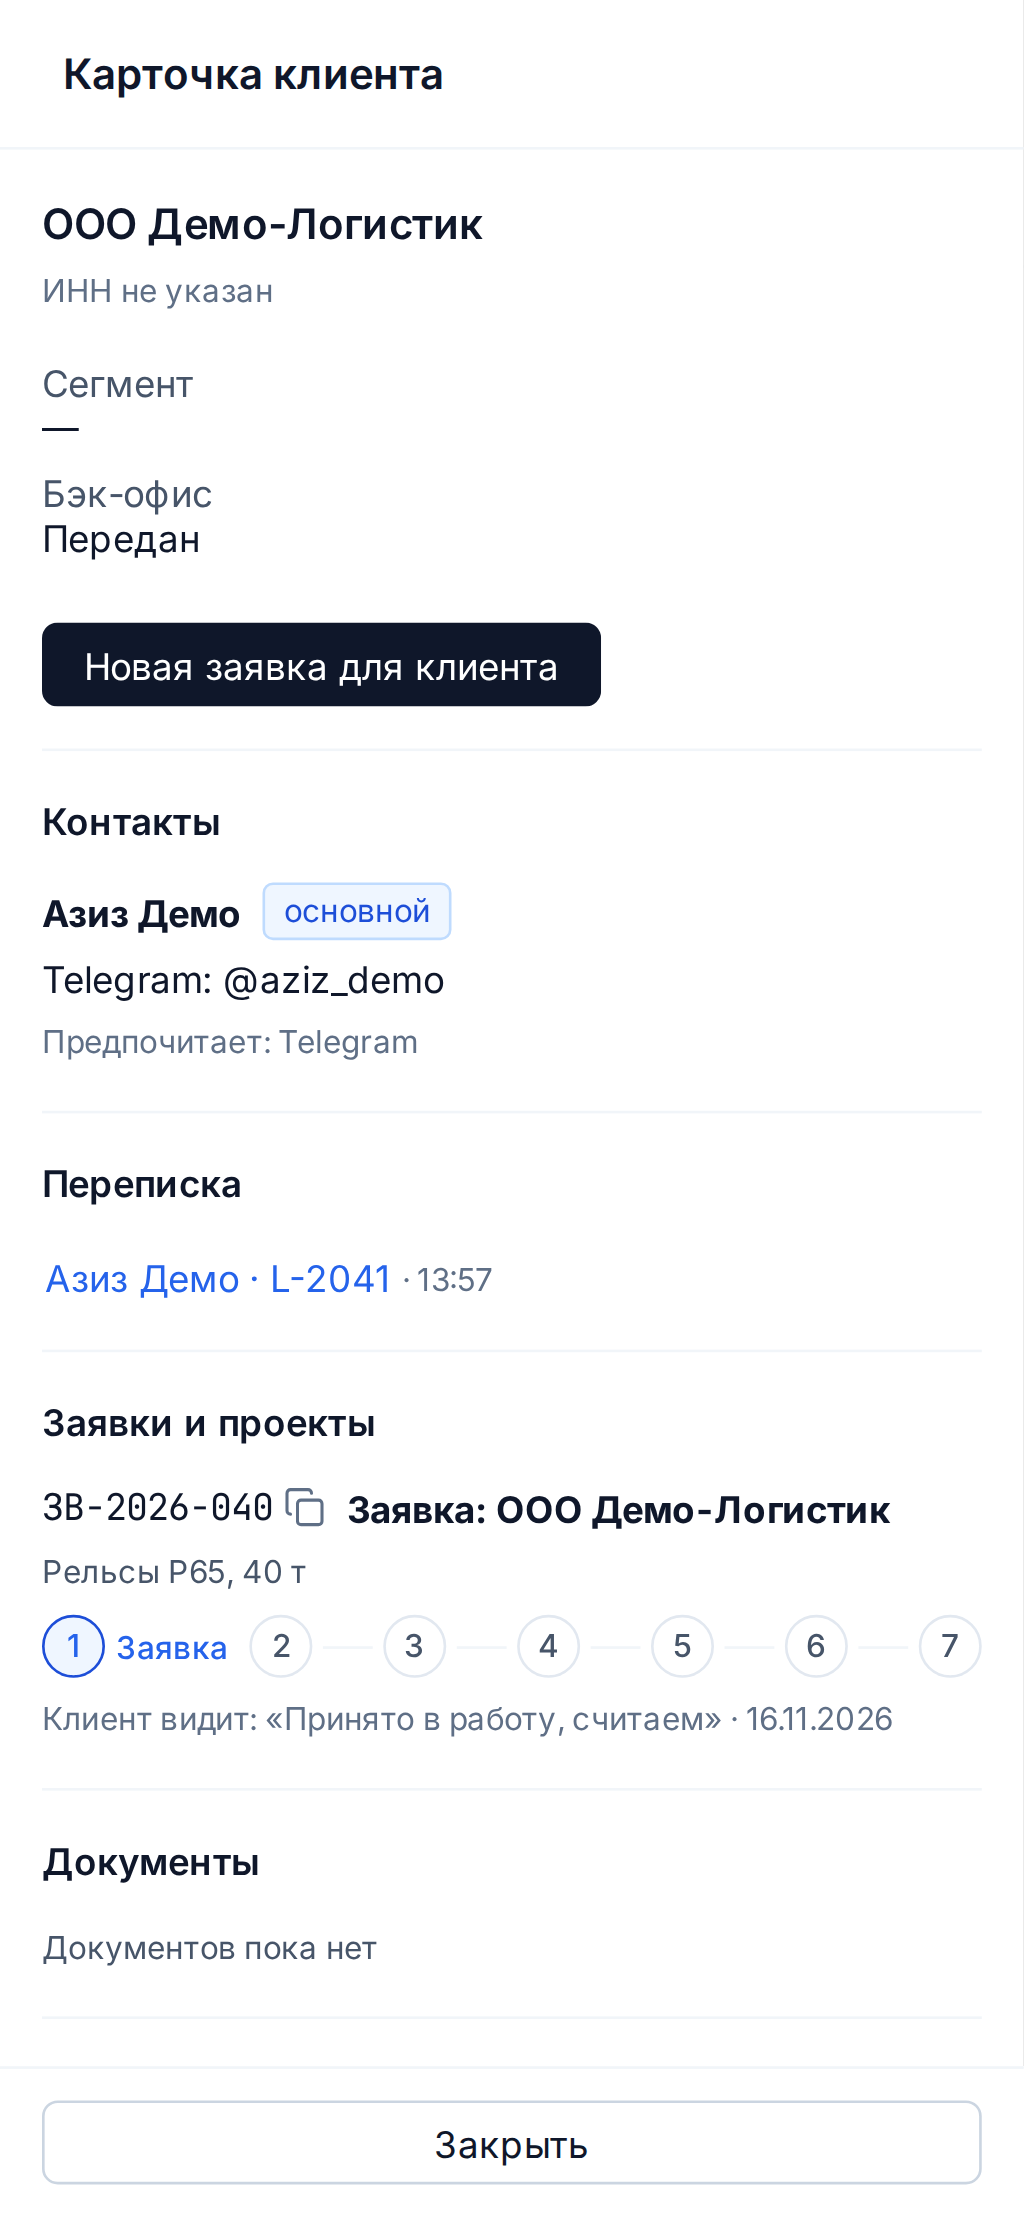 Карточка клиента
ООО Демо-Логистик
ИНН не указан
Сегмент
—
Бэк-офис
Передан
Новая заявка для клиента
Контакты
Азиз Демо основной
Telegram: @aziz_demo
Предпочитает: Telegram
Переписка
Азиз Демо · L-2041 · 13:57
Заявки и проекты
ЗВ-2026-040 Заявка: ООО Демо-Логистик
Рельсы Р65, 40 т
1 Заявка 2 3 4 5 6 7
Клиент видит: «Принято в работу, считаем» · 16.11.2026
Документы
Документов пока нет
Закрыть